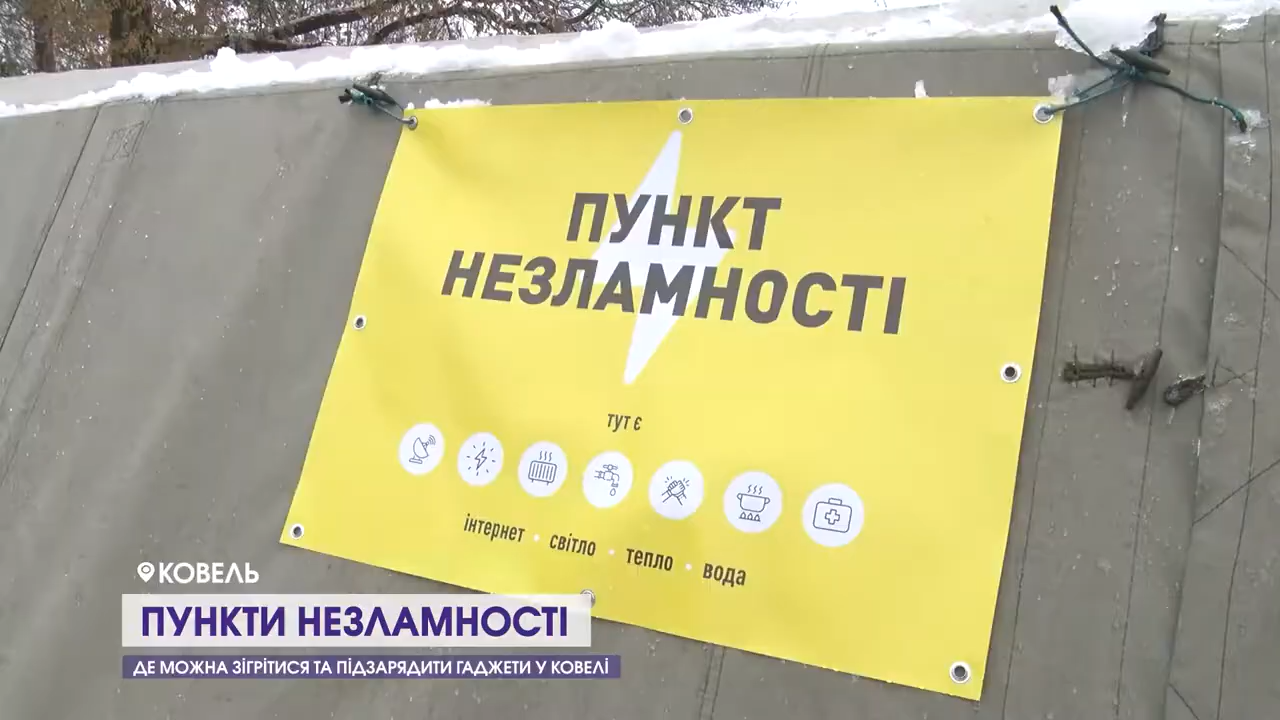 ПУНКТ
НЕЗЛАМНОСТІ
тут є
інтернет • світло • тепло • вода
КОВЕЛЬ
ПУНКТИ НЕЗЛАМНОСТІ
ДЕ МОЖНА ЗІГРІТИСЯ ТА ПІДЗАРЯДИТИ ГАДЖЕТИ У КОВЕЛІ